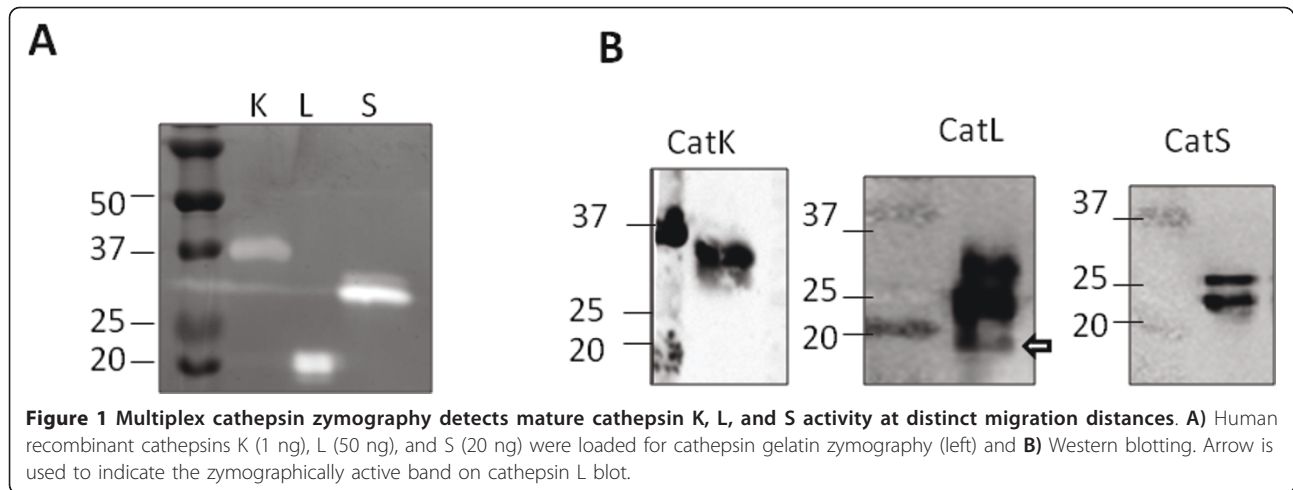 A
B
K L S
50
37
25
20
CatK
37
25
20
CatL
37
25
20
CatS
37
25
20
Figure 1 Multiplex cathepsin zymography detects mature cathepsin K, L, and S activity at distinct migration distances. A) Human
recombinant cathepsins K (1 ng), L (50 ng), and S (20 ng) were loaded for cathepsin gelatin zymography (left) and B) Western blotting. Arrow is
used to indicate the zymographically active band on cathepsin L blot.